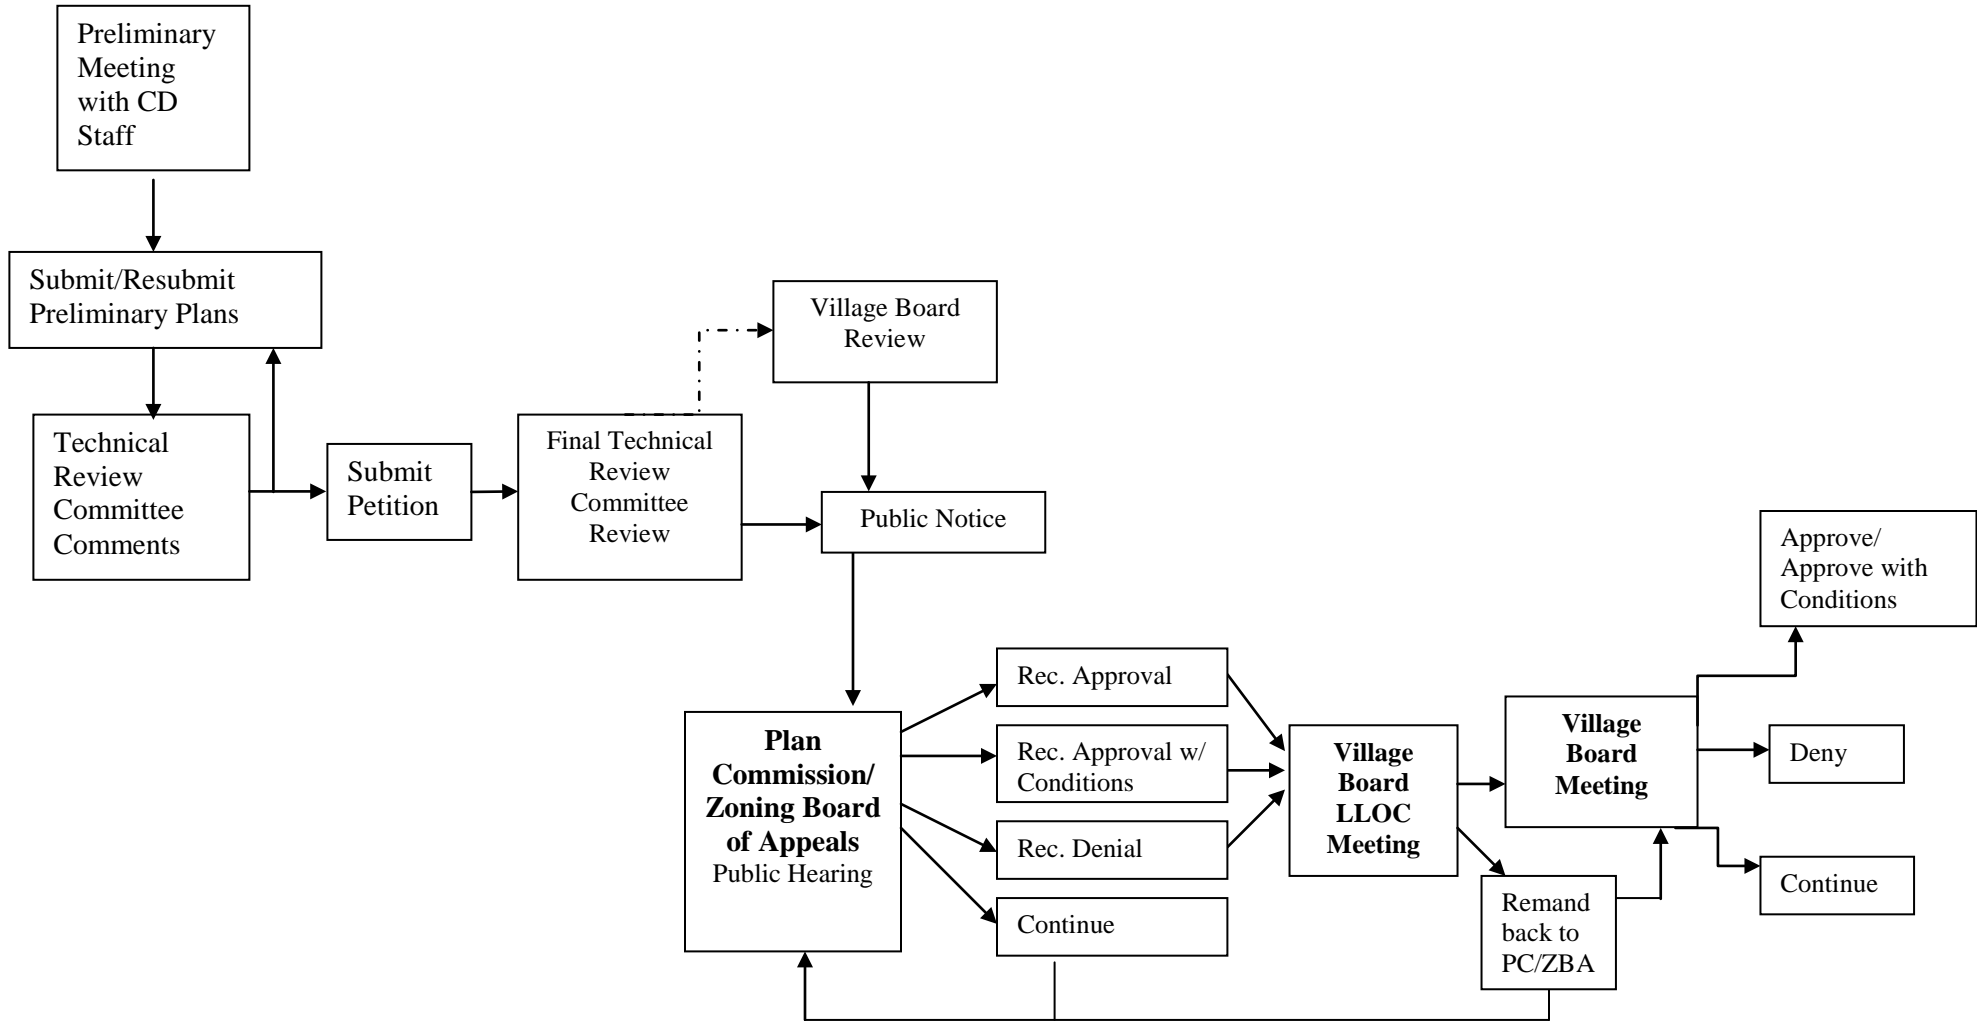 Preliminary
Meeting
with CD
Staff
Submit/Resubmit
Preliminary Plans
Technical
Review
Committee
Comments
Submit
Petition
Final Technical
Review
Committee
Review
Village Board
Review
Public Notice
Plan
Commission/
Zoning Board
of Appeals
Public Hearing
Rec. Approval
Rec. Approval w/
Conditions
Rec. Denial
Continue
Village
Board
LLOC
Meeting
Remand
back to
PC/ZBA
Village
Board
Meeting
Approve/
Approve with
Conditions
Deny
Continue